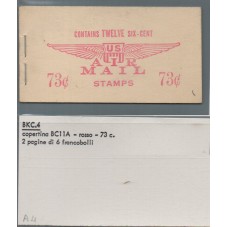 CONTAINS TWELVE SIX-CENT
US
AIR
73¢ MAIL 73¢
STAMPS
BKC.4
copertina BC11A - rosso - 73 c.
2 pagine di 6 francobolli